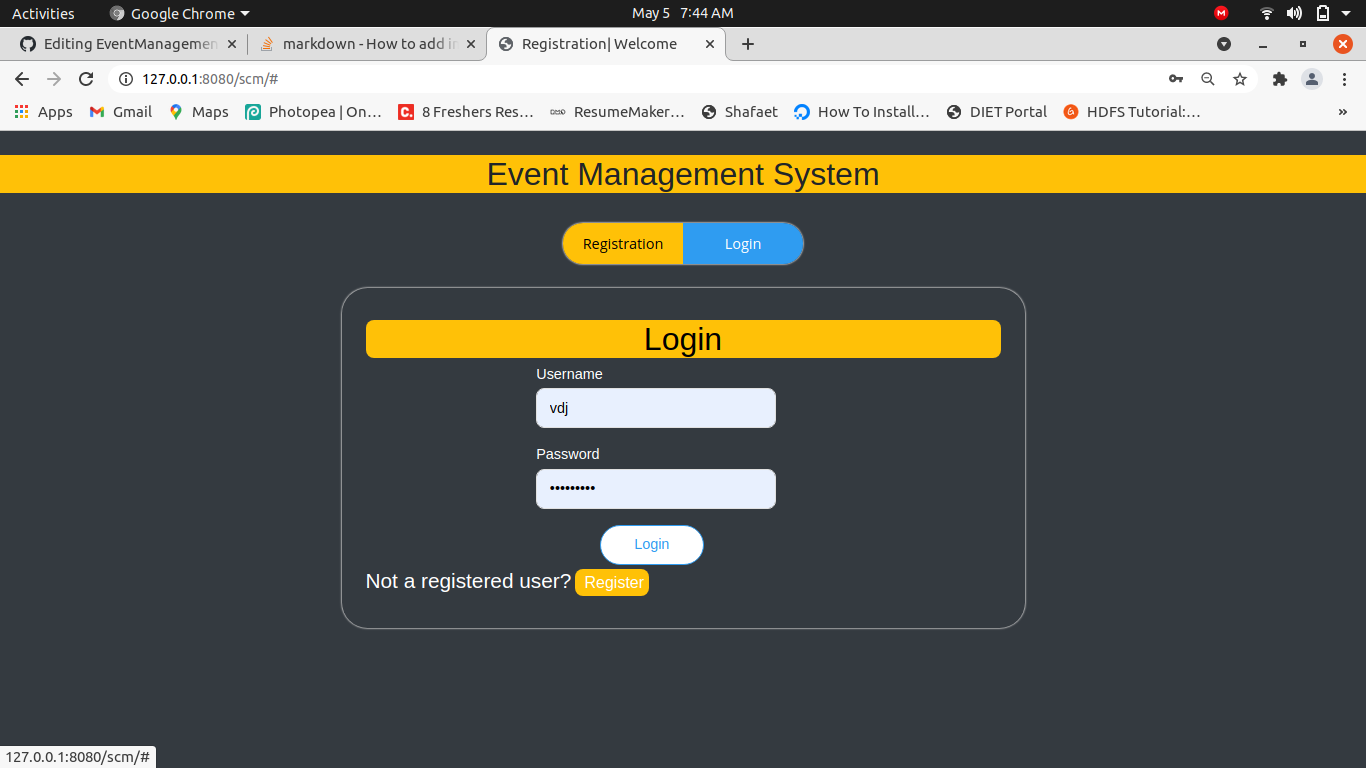 Activities Google Chrome May 5 7:44 AM M
Editing EventManagemen markdown - How to add in Registration| Welcome
127.0.0.1:8080/scm/#
Apps Gmail Maps Photopea | On… 8 Freshers Res… ResumeMaker… Shafaet How To Install… DIET Portal HDFS Tutorial:… »
Event Management System
Registration Login
Login
Username
vdj
Password
•••••••••
Login
Not a registered user? Register
127.0.0.1:8080/scm/#